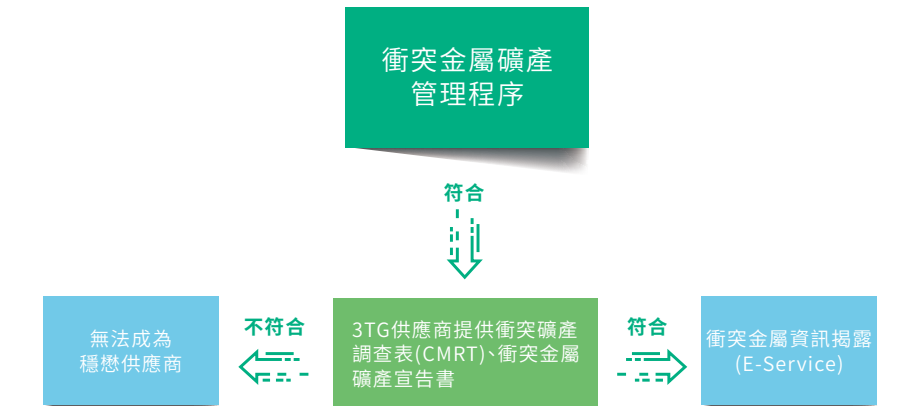 衝突金屬礦產
管理程序
符合
不符合
符合
無法成為
穩懋供應商
3TG供應商提供衝突礦產
調查表(CMRT)、衝突金屬
礦產宣告書
衝突金屬資訊揭露
(E-Service)